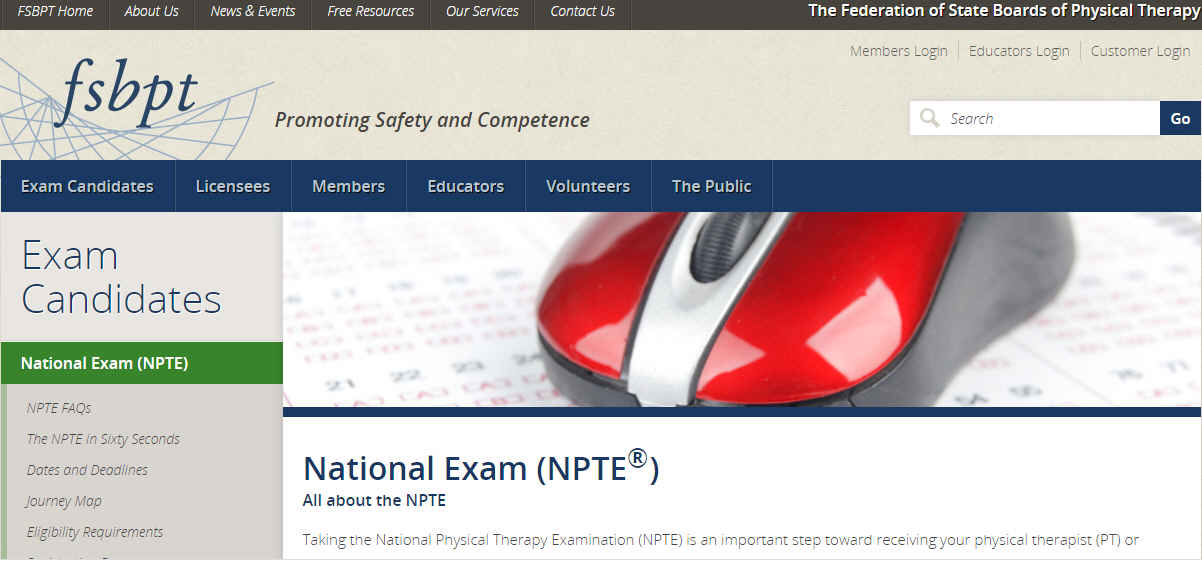 FSBPT Home About Us News & Events Free Resources Our Services Contact Us The Federation of State Boards of Physical Therapy
Members Login Educators Login Customer Login
fsbpt
Promoting Safety and Competence
Search Go
Exam Candidates Licensees Members Educators Volunteers The Public
Exam
Candidates
National Exam (NPTE)
NPTE FAQs
The NPTE in Sixty Seconds
Dates and Deadlines
Journey Map
Eligibility Requirements
21 22 23
National Exam (NPTE®)
All about the NPTE
Taking the National Physical Therapy Examination (NPTE) is an important step toward receiving your physical therapist (PT) or